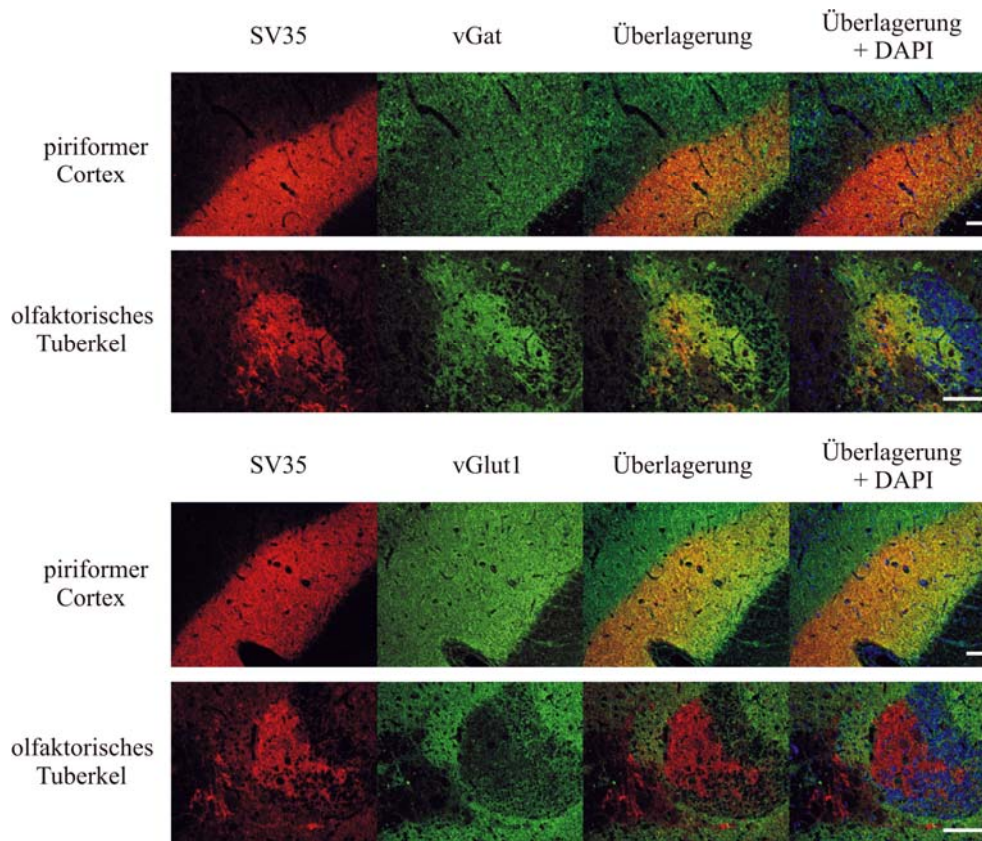 SV35 vGat Überlagerung Überlagerung
+ DAPI
piriformer
Cortex
olfaktorisches
Tuberkel
SV35 vGlut1 Überlagerung Überlagerung
+ DAPI
piriformer
Cortex
olfaktorisches
Tuberkel